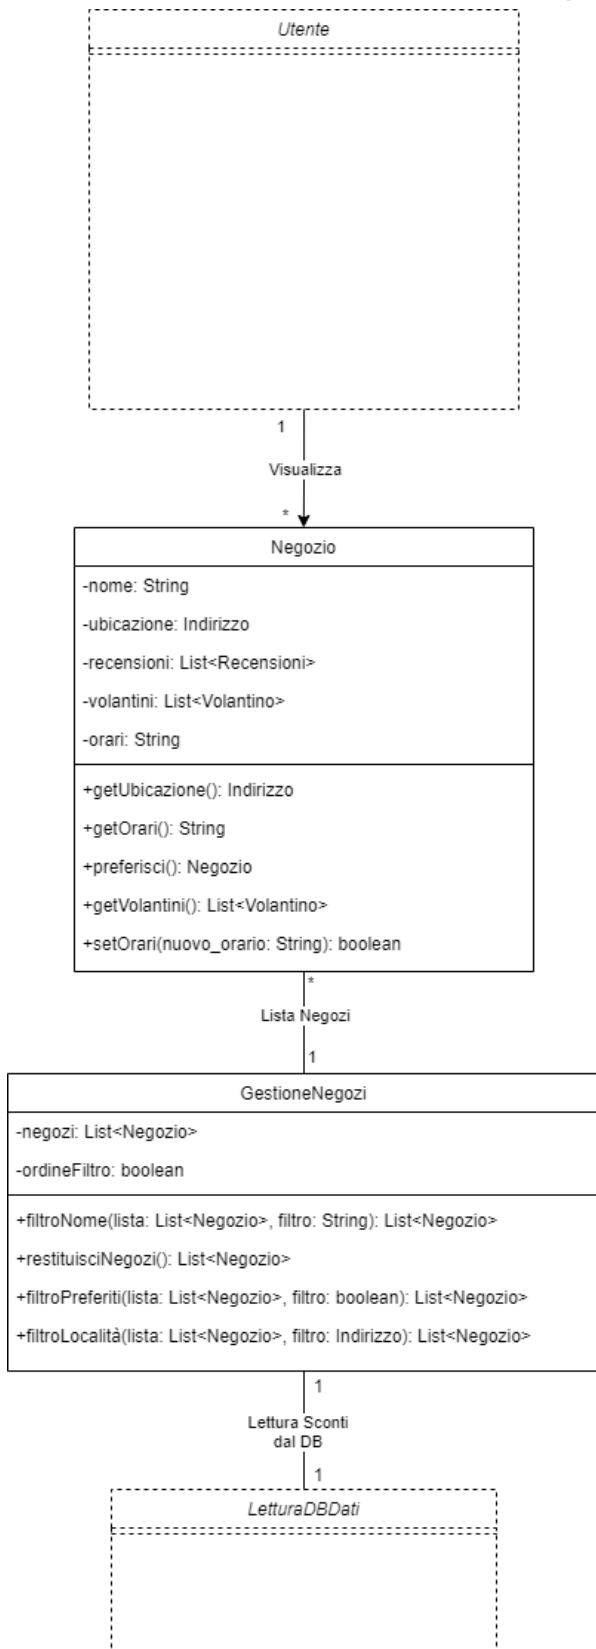 Utente
1
Visualizza
*
Negozio
-nome: String
-ubicazione: Indirizzo
-recensioni: List<Recensioni>
-volantini: List<Volantino>
-orari: String
+getUbicazione(): Indirizzo
+getOrari(): String
+preferisci(): Negozio
+getVolantini(): List<Volantino>
+setOrari(nuovo_orario: String): boolean
*
Lista Negozi
1
GestioneNegozi
-negozi: List<Negozio>
-ordineFiltro: boolean
+filtroNome(lista: List<Negozio>, filtro: String): List<Negozio>
+restituisciNegozi(): List<Negozio>
+filtroPreferiti(lista: List<Negozio>, filtro: boolean): List<Negozio>
+filtroLocalità(lista: List<Negozio>, filtro: Indirizzo): List<Negozio>
1
Lettura Sconti
dal DB
1
LetturaDBDati